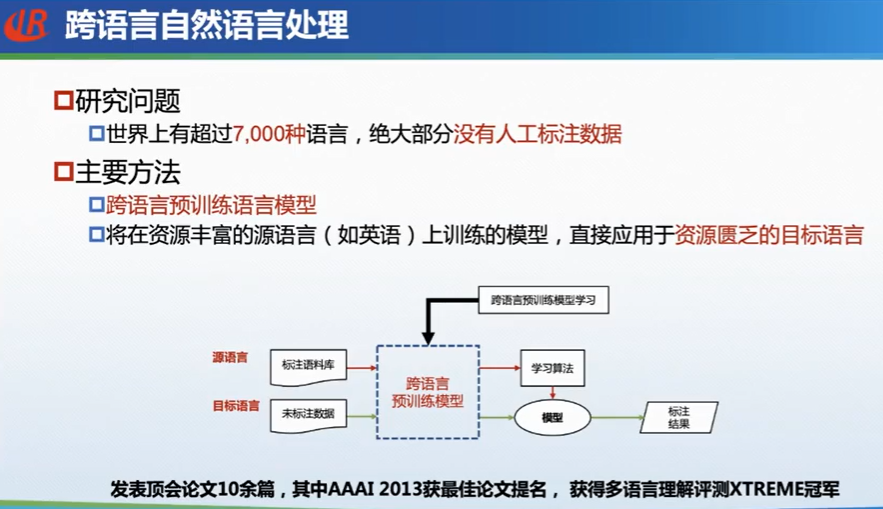 跨语言自然语言处理
研究问题
世界上有超过7,000种语言，绝大部分没有人工标注数据
主要方法
跨语言预训练语言模型
将在资源丰富的源语言（如英语）上训练的模型，直接应用于资源匮乏的目标语言
跨语言预训练模型学习
源语言
标注语料库
跨语言
预训练模型
学习算法
目标语言
未标注数据
模型
标注
结果
发表顶会论文10余篇，其中AAAI 2013获最佳论文提名， 获得多语言理解评测XTREME冠军